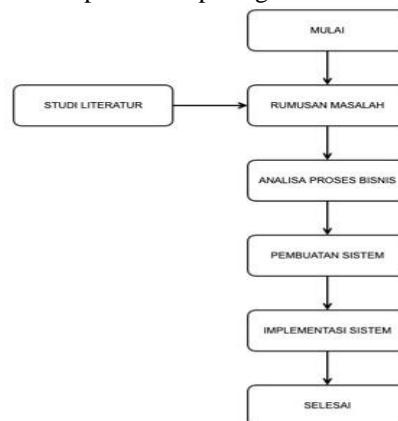 MULAI
STUDI LITERATUR
RUMUSAN MASALAH
ANALISA PROSES BISNIS
PEMBUATAN SISTEM
IMPLEMENTASI SISTEM
SELESAI